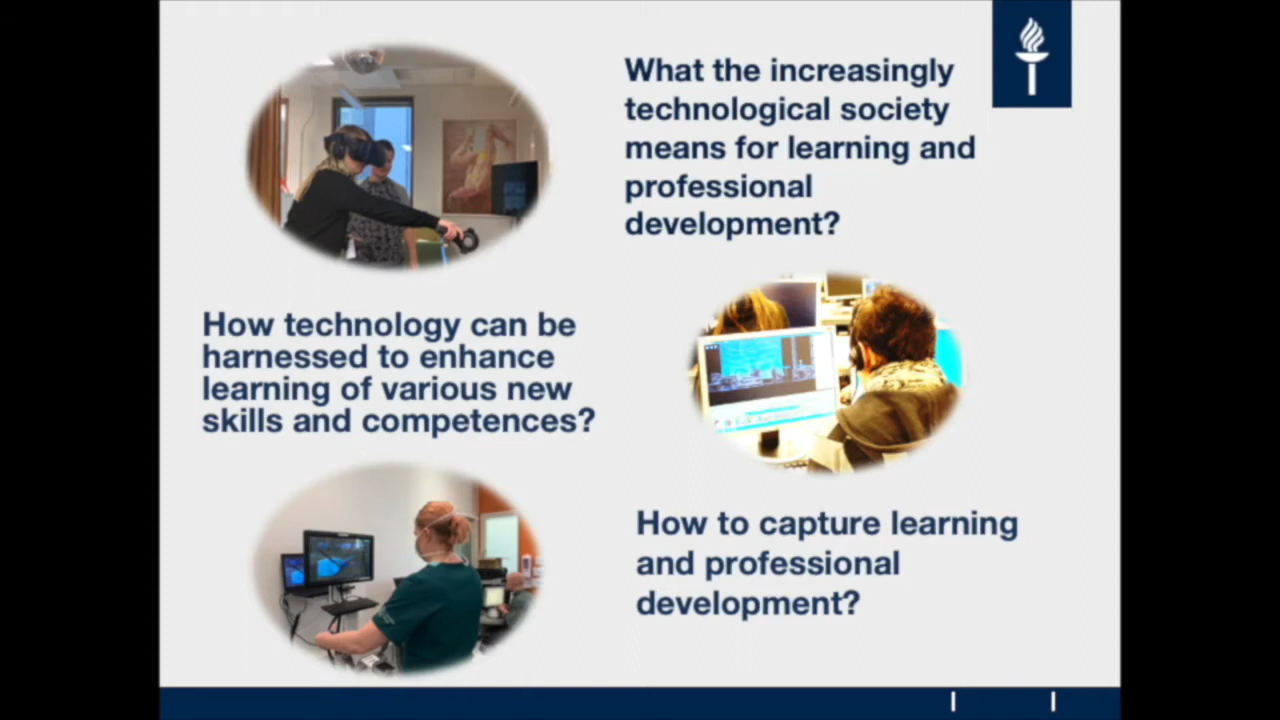 What the increasingly
technological society
means for learning and
professional
development?
How technology can be
harnessed to enhance
learning of various new
skills and competences?
How to capture learning
and professional
development?